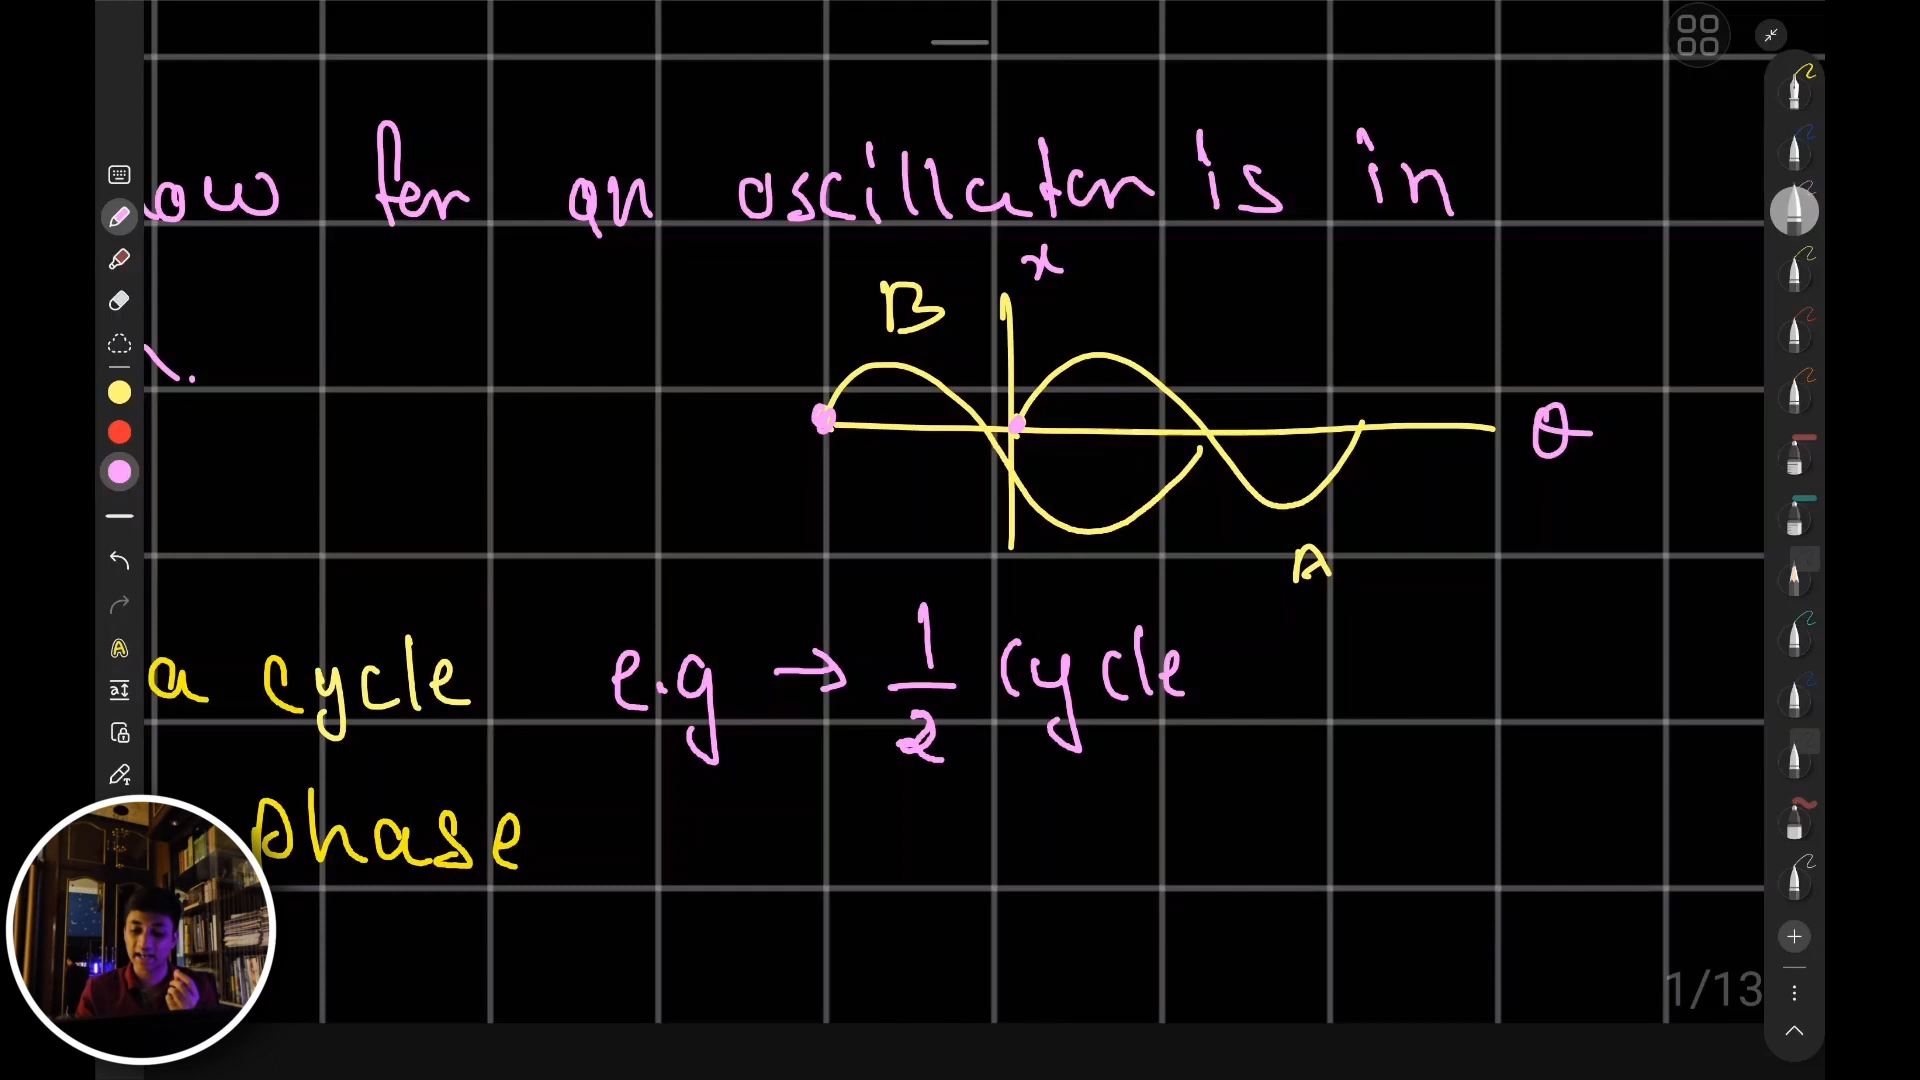 ow for an oscillator is in
x
B
θ
A
a cycle e.g → 1/2 cycle
phase
1/13